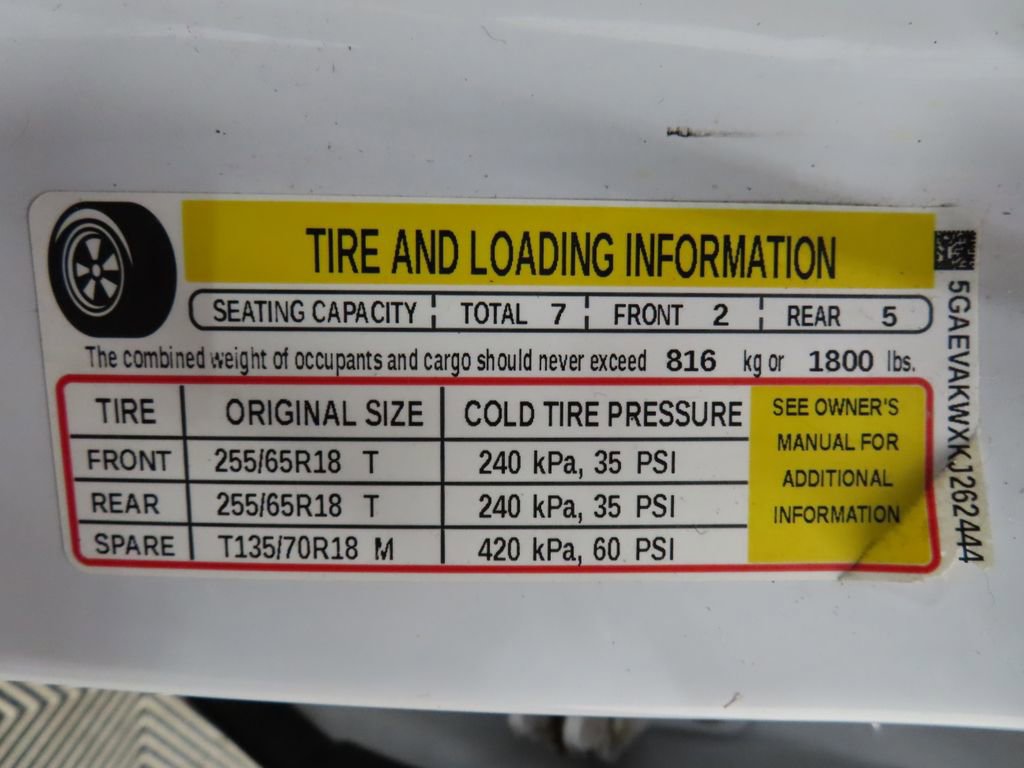 TIRE AND LOADING INFORMATION
SEATING CAPACITY TOTAL 7 FRONT 2 REAR 5
The combined weight of occupants and cargo should never exceed 816 kg or 1800 lbs.
TIRE ORIGINAL SIZE COLD TIRE PRESSURE
FRONT 255/65R18 T 240 kPa, 35 PSI
REAR 255/65R18 T 240 kPa, 35 PSI
SPARE T135/70R18 M 420 kPa, 60 PSI
SEE OWNER'S
MANUAL FOR
ADDITIONAL
INFORMATION
5GAEVAKWXKJ262444